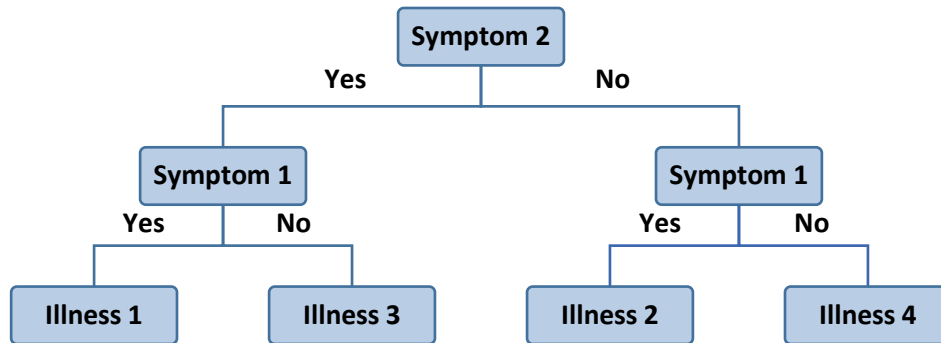 Symptom 2
Yes
No
Symptom 1
Symptom 1
Yes
No
Yes
No
Illness 1
Illness 3
Illness 2
Illness 4